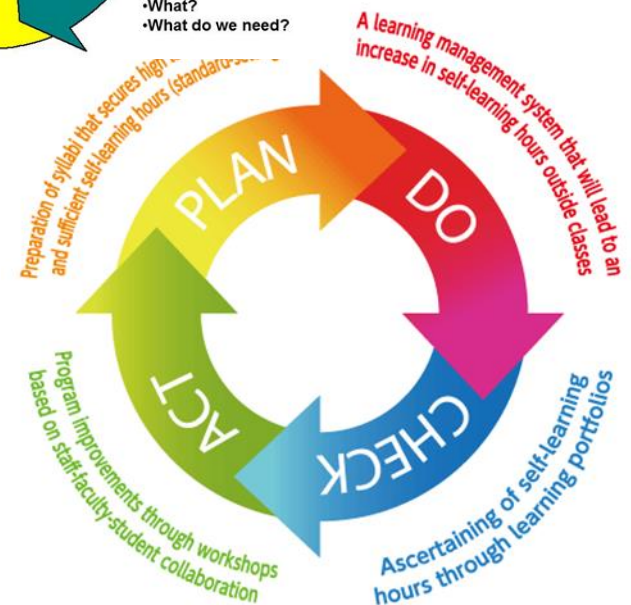 •What?
•What do we need?
Preparation of syllabi that secures high
and sufficient self-learning hours
PLAN
A learning management system that will lead to an
increase in self-learning hours outside classes
DO
CHECK
Ascertaining of self-learning
hours through learning portfolios
ACT
Program improvements through workshops
based on staff-faculty-student collaboration